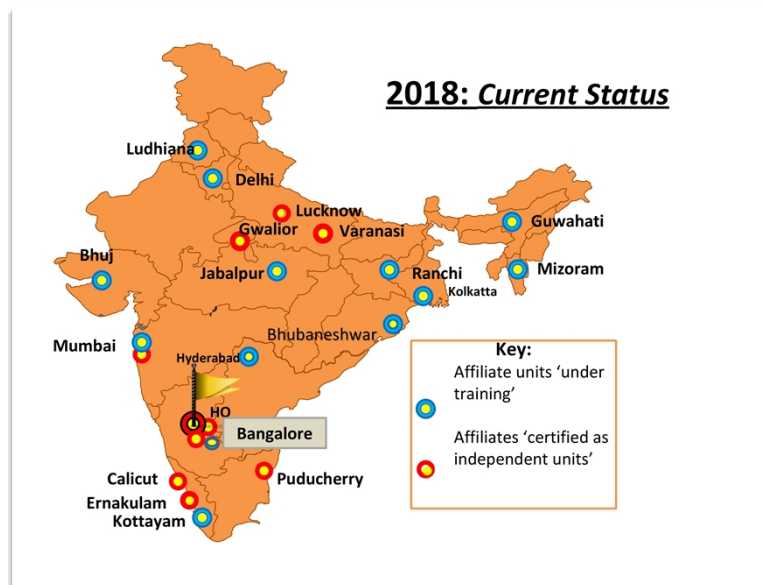 2018: Current Status
Ludhiana
Delhi
Lucknow
Gwalior
Varanasi
Guwahati
Bhuj
Jabalpur
Ranchi
Mizoram
Kolkatta
Bhubaneshwar
Mumbai
Hyderabad
HO
Bangalore
Calicut
Puducherry
Ernakulam
Kottayam
Key:
Affiliate units ‘under
training’
Affiliates ‘certified as
independent units’